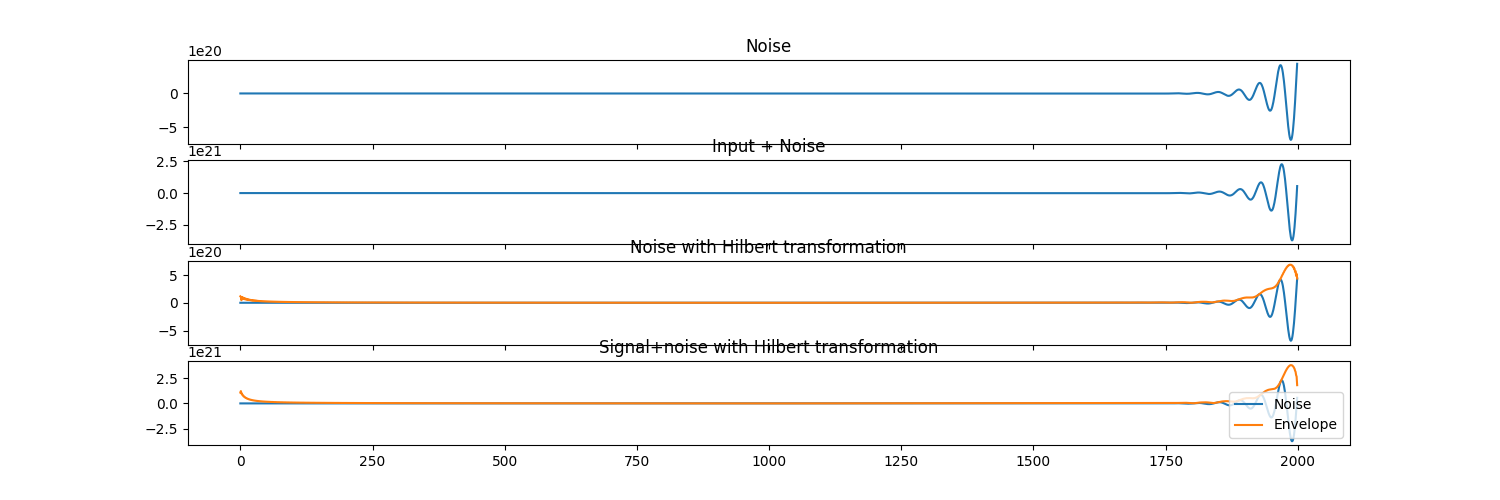 Noise
1e20
0
−5
Input + Noise
1e21
2.5
0.0
−2.5
Noise with Hilbert transformation
1e20
5
0
−5
Signal+noise with Hilbert transformation
1e21
2.5
0.0
−2.5
Noise
Envelope
0 250 500 750 1000 1250 1500 1750 2000